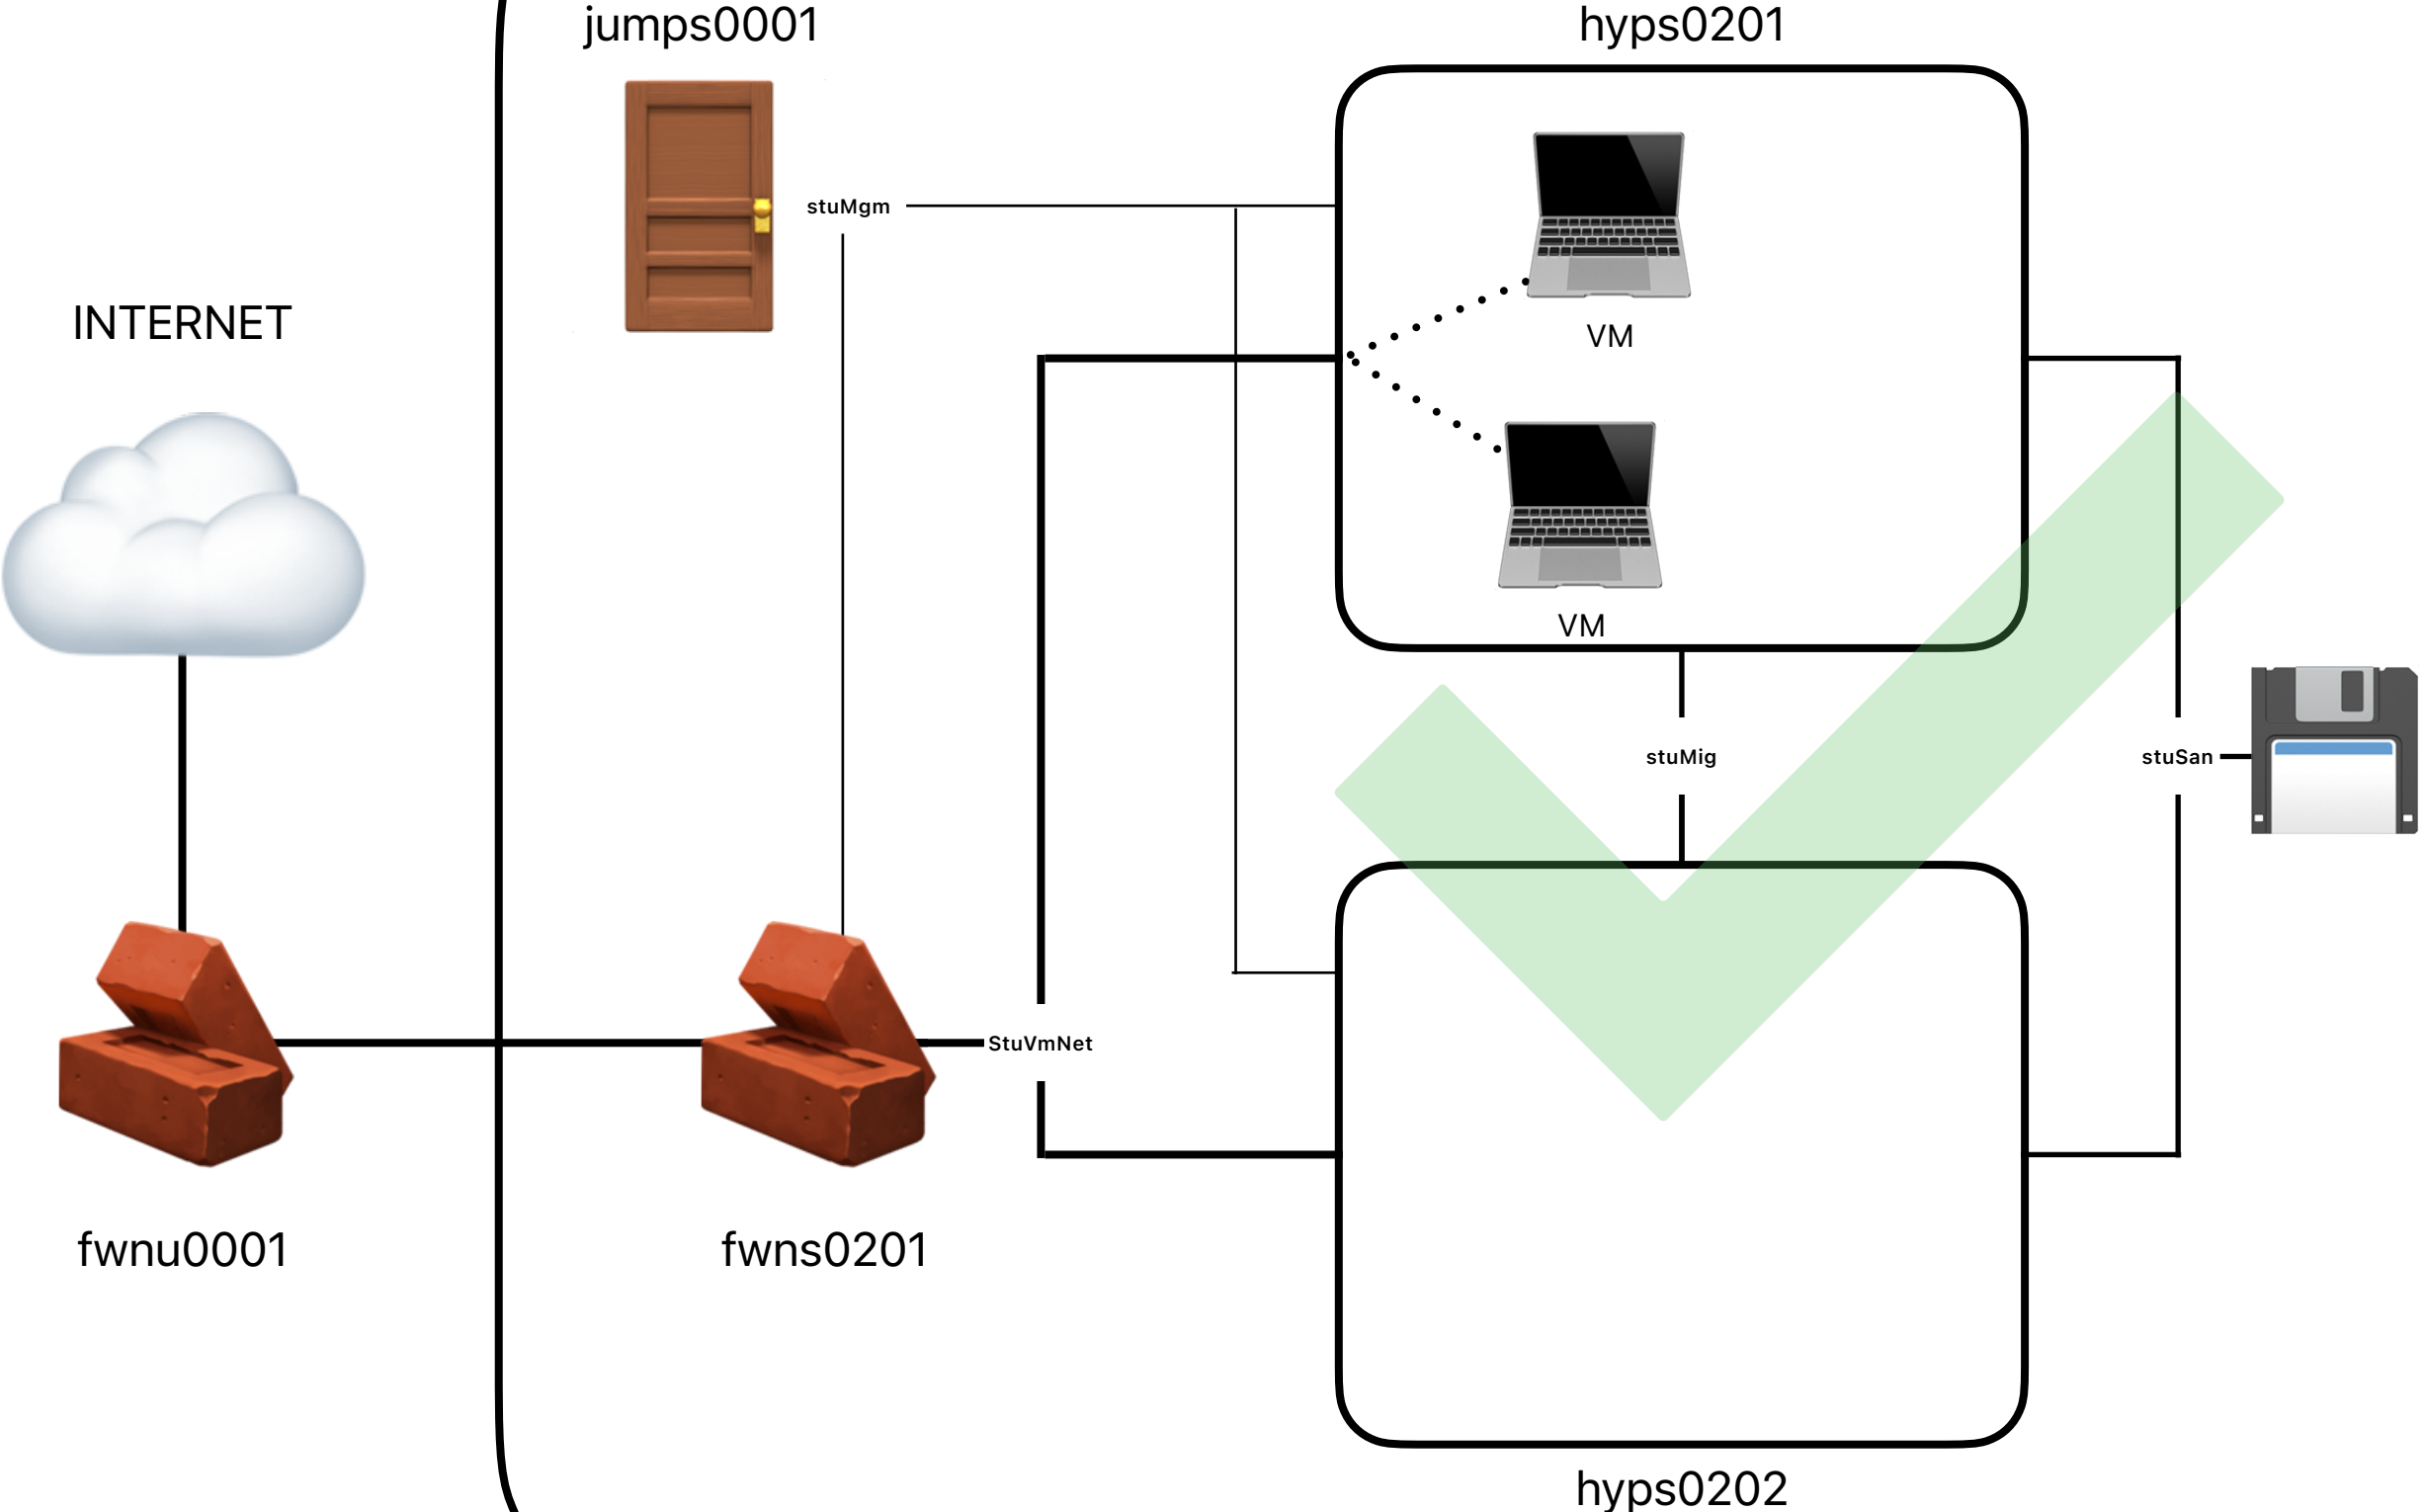 jumps0001
hyps0201
stuMgm
INTERNET
VM
VM
stuMig
stuSan
StuVmNet
fwnu0001
fwns0201
hyps0202